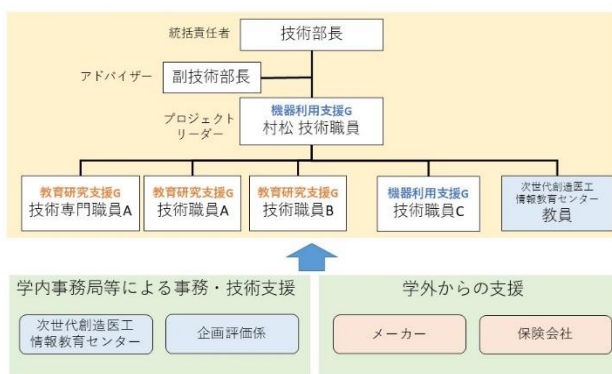 統括責任者
技術部長
アドバイザー
副技術部長
プロジェクト
リーダー
機器利用支援G
村松 技術職員
教育研究支援G
技術専門職員A
教育研究支援G
技術職員A
教育研究支援G
技術職員B
機器利用支援G
技術職員C
次世代創造医工
情報教育センター
教員
学内事務局等による事務・技術支援
次世代創造医工
情報教育センター
企画評価係
学外からの支援
メーカー
保険会社